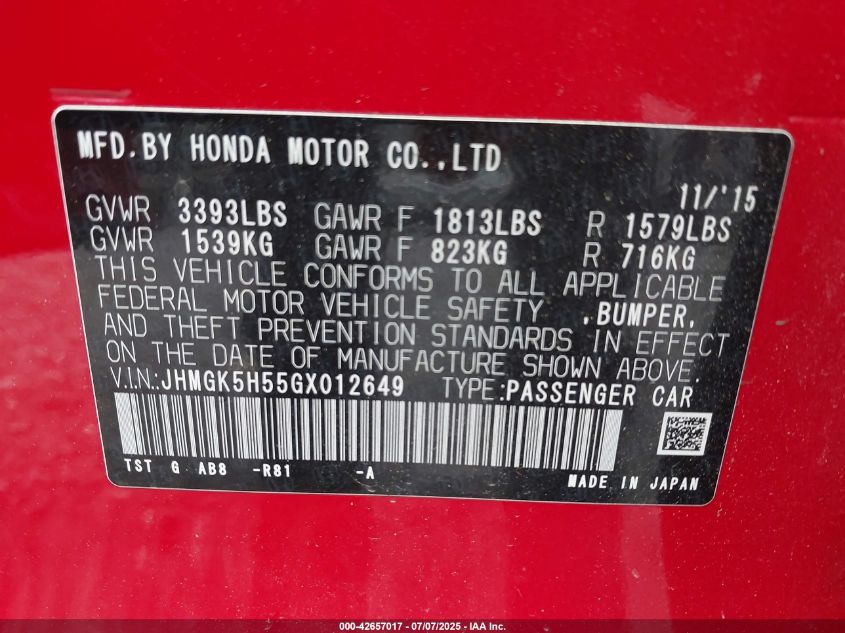 MFD.BY HONDA MOTOR CO.,LTD
11/'15
GVWR 3393LBS GAWR F 1813LBS R 1579LBS
GVWR 1539KG GAWR F 823KG R 716KG
THIS VEHICLE CONFORMS TO ALL APPLICABLE
FEDERAL MOTOR VEHICLE SAFETY ,BUMPER,
AND THEFT PREVENTION STANDARDS IN EFFECT
ON THE DATE OF MANUFACTURE SHOWN ABOVE.
V.I.N.:JHMGK5H55GX012649 TYPE:PASSENGER CAR
TST G AB8 -R81 -A
MADE IN JAPAN
000-42657017 - 07/07/2025 - IAA Inc.